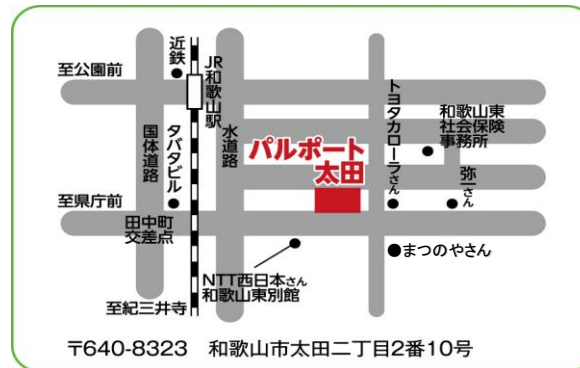 近鉄
至公園前
JR和歌山駅
国体道路
タバタビル
水道路
パルポート
太田
トヨタカローラさん
和歌山東
社会保険
事務所
弥一さん
至県庁前
田中町
交差点
まつのやさん
NTT西日本さん
和歌山東別館
至紀三井寺
〒640-8323 和歌山市太田二丁目2番10号